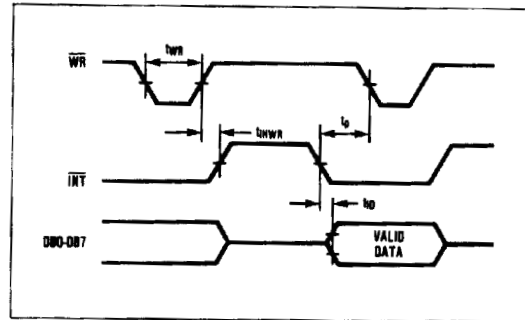 WR
tWR
tIHWR
tp
INT
tID
DB0-DB7
VALID
DATA